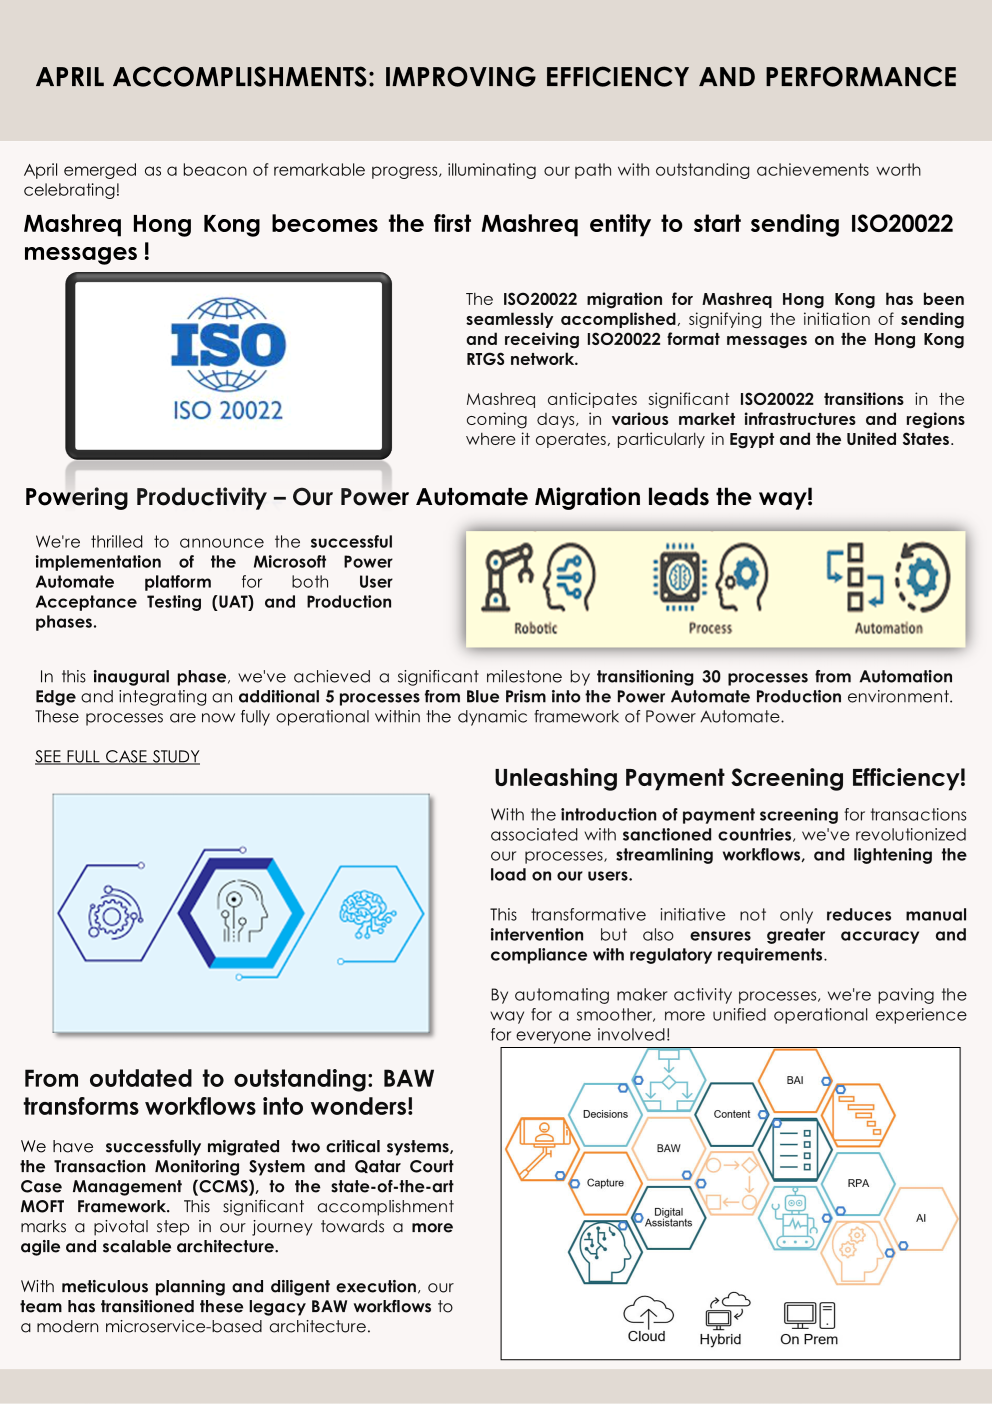 APRIL ACCOMPLISHMENTS: IMPROVING EFFICIENCY AND PERFORMANCE
April emerged as a beacon of remarkable progress, illuminating our path with outstanding achievements worth
celebrating!
Mashreq Hong Kong becomes the first Mashreq entity to start sending ISO20022
messages !
ISO
ISO 20022
The ISO20022 migration for Mashreq Hong Kong has been
seamlessly accomplished, signifying the initiation of sending
and receiving ISO20022 format messages on the Hong Kong
RTGS network.
Mashreq anticipates significant ISO20022 transitions in the
coming days, in various market infrastructures and regions
where it operates, particularly in Egypt and the United States.
Powering Productivity – Our Power Automate Migration leads the way!
We're thrilled to announce the successful
implementation of the Microsoft Power
Automate platform for both User
Acceptance Testing (UAT) and Production
phases.
Robotic
Process
Automation
In this inaugural phase, we've achieved a significant milestone by transitioning 30 processes from Automation
Edge and integrating an additional 5 processes from Blue Prism into the Power Automate Production environment.
These processes are now fully operational within the dynamic framework of Power Automate.
SEE FULL CASE STUDY
Unleashing Payment Screening Efficiency!
With the introduction of payment screening for transactions
associated with sanctioned countries, we've revolutionized
our processes, streamlining workflows, and lightening the
load on our users.
This transformative initiative not only reduces manual
intervention but also ensures greater accuracy and
compliance with regulatory requirements.
By automating maker activity processes, we're paving the
way for a smoother, more unified operational experience
for everyone involved!
From outdated to outstanding: BAW
transforms workflows into wonders!
We have successfully migrated two critical systems,
the Transaction Monitoring System and Qatar Court
Case Management (CCMS), to the state-of-the-art
MOFT Framework. This significant accomplishment
marks a pivotal step in our journey towards a more
agile and scalable architecture.
With meticulous planning and diligent execution, our
team has transitioned these legacy BAW workflows to
a modern microservice-based architecture.
BAI
Decisions
Content
BAW
Capture
RPA
Digital
Assistants
AI
Cloud
Hybrid
On Prem